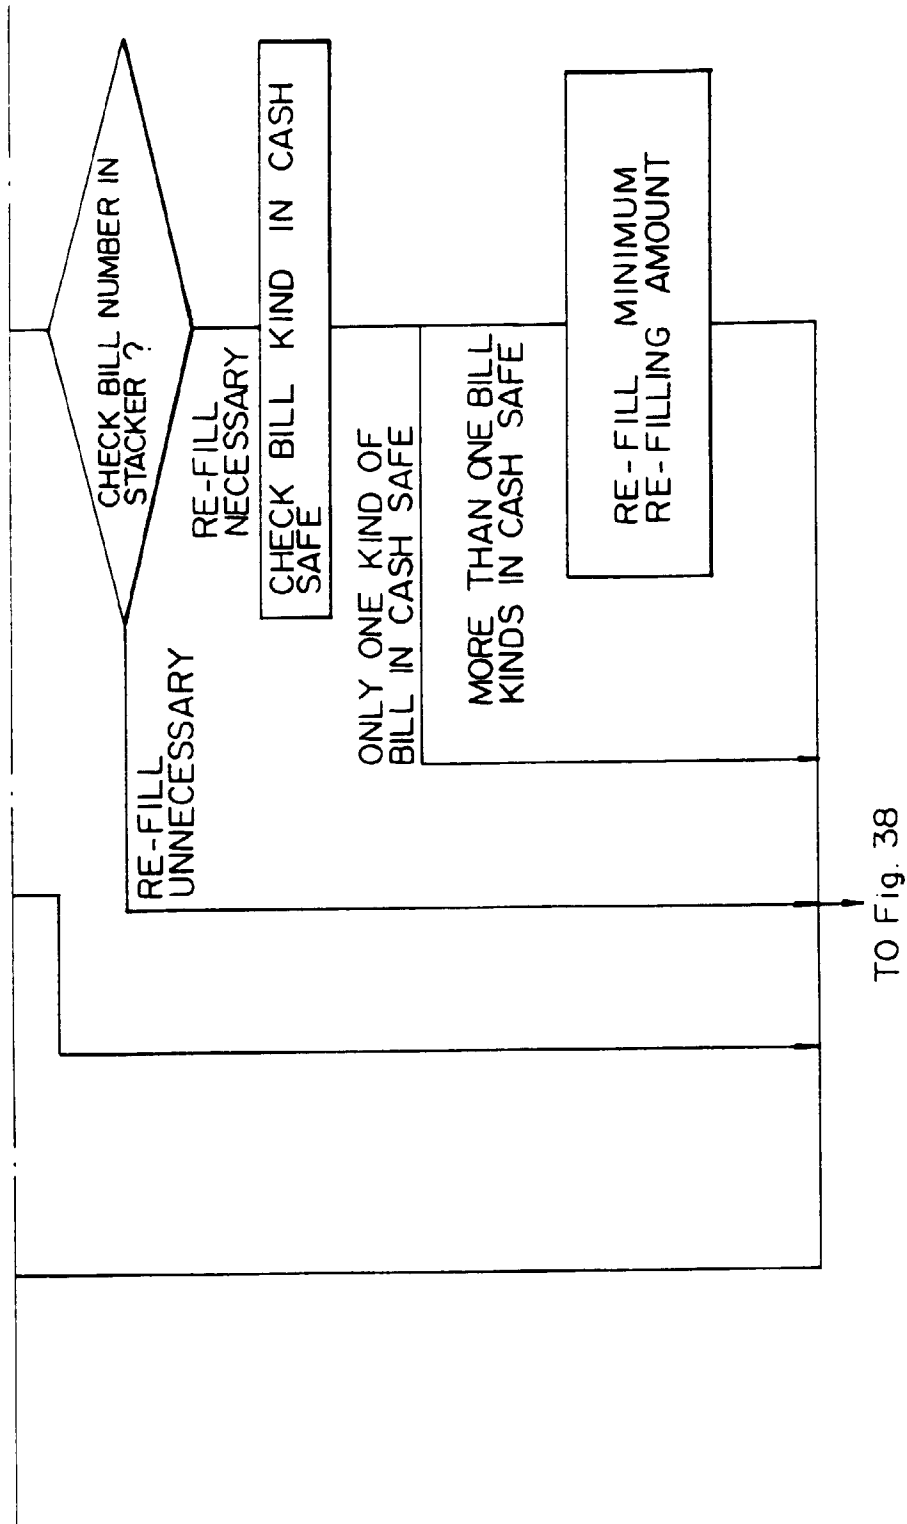 CHECK BILL NUMBER IN
STACKER ?
RE-FILL
UNNECESSARY
RE-FILL
NECESSARY
CHECK BILL KIND IN CASH
SAFE
ONLY ONE KIND OF
BILL IN CASH SAFE
MORE THAN ONE BILL
KINDS IN CASH SAFE
RE-FILL MINIMUM
RE-FILLING AMOUNT
TO Fig. 38